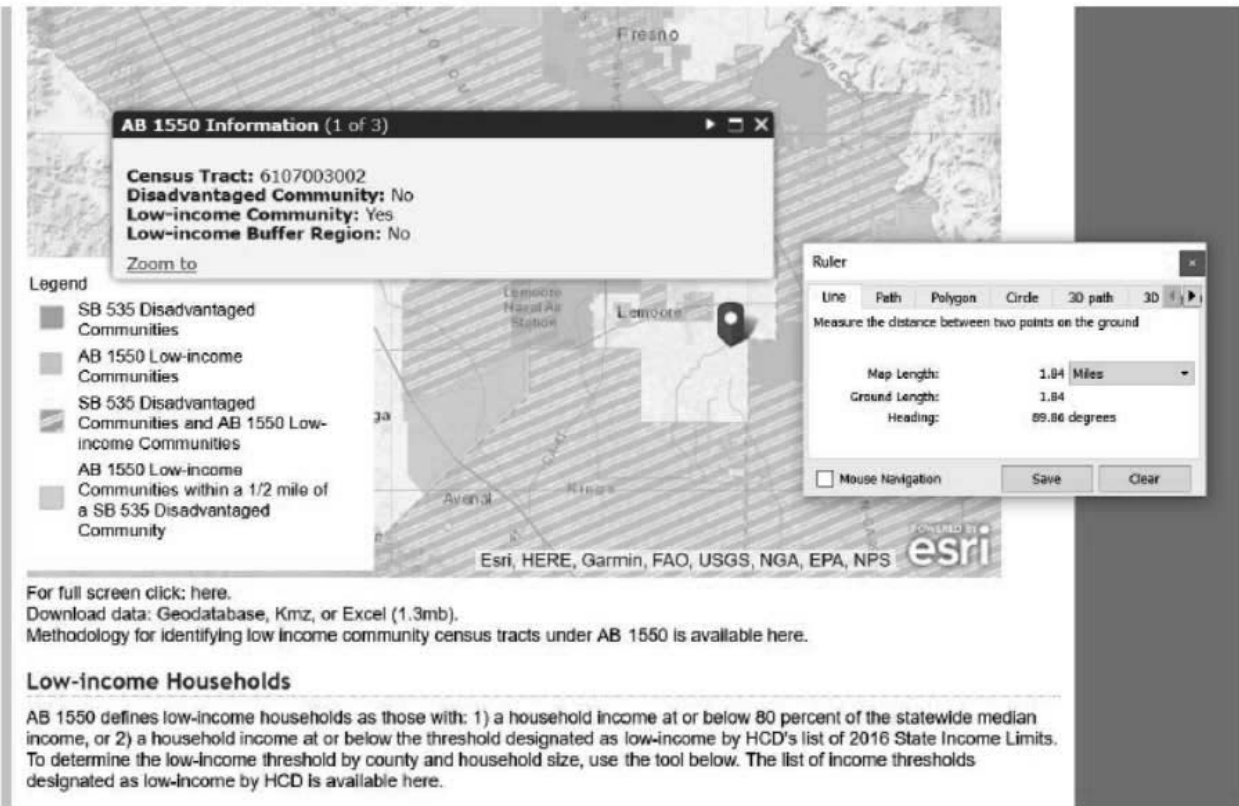 Fresno
AB 1550 Information (1 of 3)
Census Tract: 6107003002
Disadvantaged Community: No
Low-income Community: Yes
Low-income Buffer Region: No
Zoom to
Legend
SB 535 Disadvantaged
Communities
AB 1550 Low-income
Communities
SB 535 Disadvantaged
Communities and AB 1550 Low-
income Communities
AB 1550 Low-income
Communities within a 1/2 mile of
a SB 535 Disadvantaged
Community
Lemoore
Naval Air
Station
Lemoore
Avenal
Kings
Ruler
Line Path Polygon Circle 3D path 3D
Measure the distance between two points on the ground
Map Length: 1.84 Miles
Ground Length: 1.84
Heading: 89.86 degrees
Mouse Navigation Save Clear
POWERED BY
esri
Esri, HERE, Garmin, FAO, USGS, NGA, EPA, NPS
For full screen click: here.
Download data: Geodatabase, Kmz, or Excel (1.3mb).
Methodology for identifying low income community census tracts under AB 1550 is available here.
Low-income Households
AB 1550 defines low-income households as those with: 1) a household income at or below 80 percent of the statewide median
income, or 2) a household income at or below the threshold designated as low-income by HCD's list of 2016 State Income Limits.
To determine the low-income threshold by county and household size, use the tool below. The list of income thresholds
designated as low-income by HCD is available here.